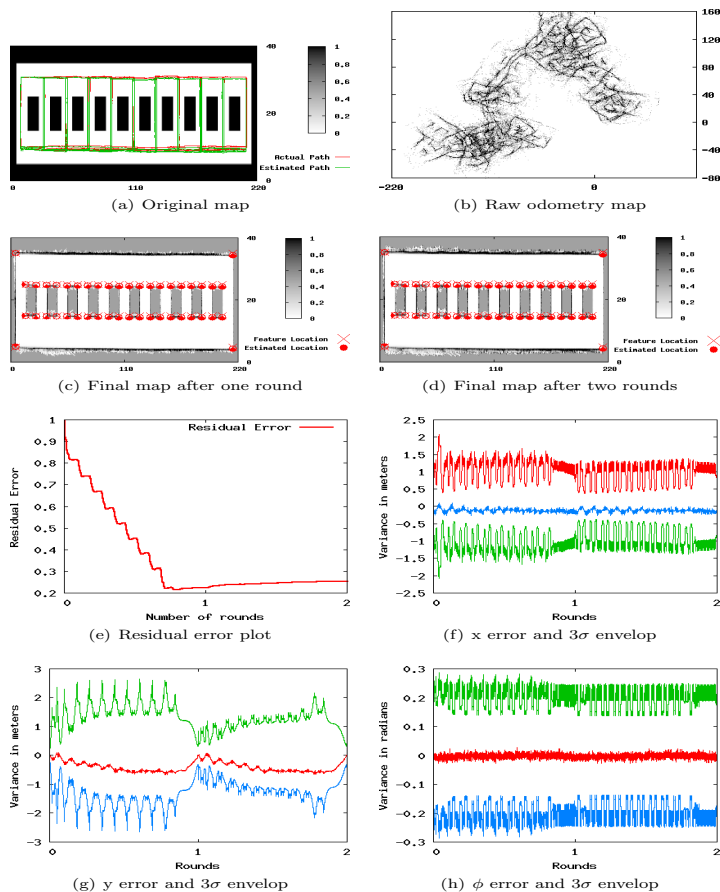 40
1
0.8
0.6
0.4
0.2
0
20
Actual Path
Estimated Path
0
0 110 220
(a) Original map
160
120
80
40
0
-40
-80
-220 0 220
(b) Raw odometry map
40
1
0.8
0.6
0.4
0.2
0
20
Feature Location
Estimated Location
0
0 110 220
(c) Final map after one round
40
1
0.8
0.6
0.4
0.2
0
20
Feature Location
Estimated Location
0
0 110 220
(d) Final map after two rounds
Residual Error
1
0.9
0.8
0.7
0.6
0.5
0.4
0.3
0.2
Residual Error
0 1 2
Number of rounds
(e) Residual error plot
Variance in meters
2.5
2
1.5
1
0.5
0
-0.5
-1
-1.5
-2
-2.5
0 1 2
Rounds
(f) x error and 3σ envelop
Variance in meters
3
2
1
0
-1
-2
-3
0 1 2
Rounds
(g) y error and 3σ envelop
Variance in radians
0.3
0.2
0.1
0
-0.1
-0.2
-0.3
0 1 2
Rounds
(h) ϕ error and 3σ envelop